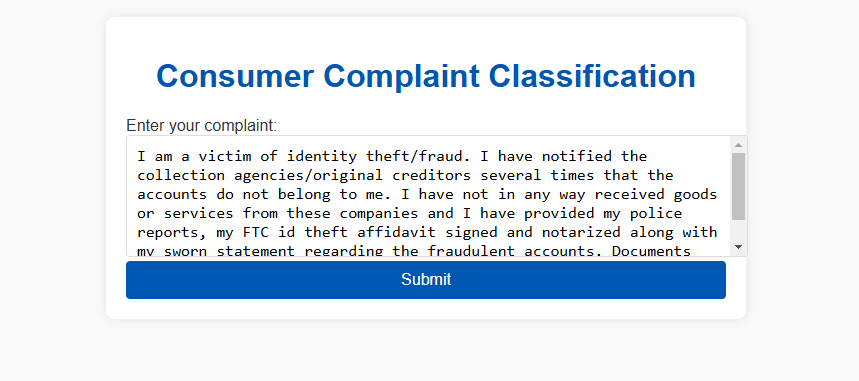 Consumer Complaint Classification
Enter your complaint:
I am a victim of identity theft/fraud. I have notified the
collection agencies/original creditors several times that the
accounts do not belong to me. I have not in any way received goods
or services from these companies and I have provided my police
reports, my FTC id theft affidavit signed and notarized along with
my sworn statement regarding the fraudulent accounts. Documents
Submit